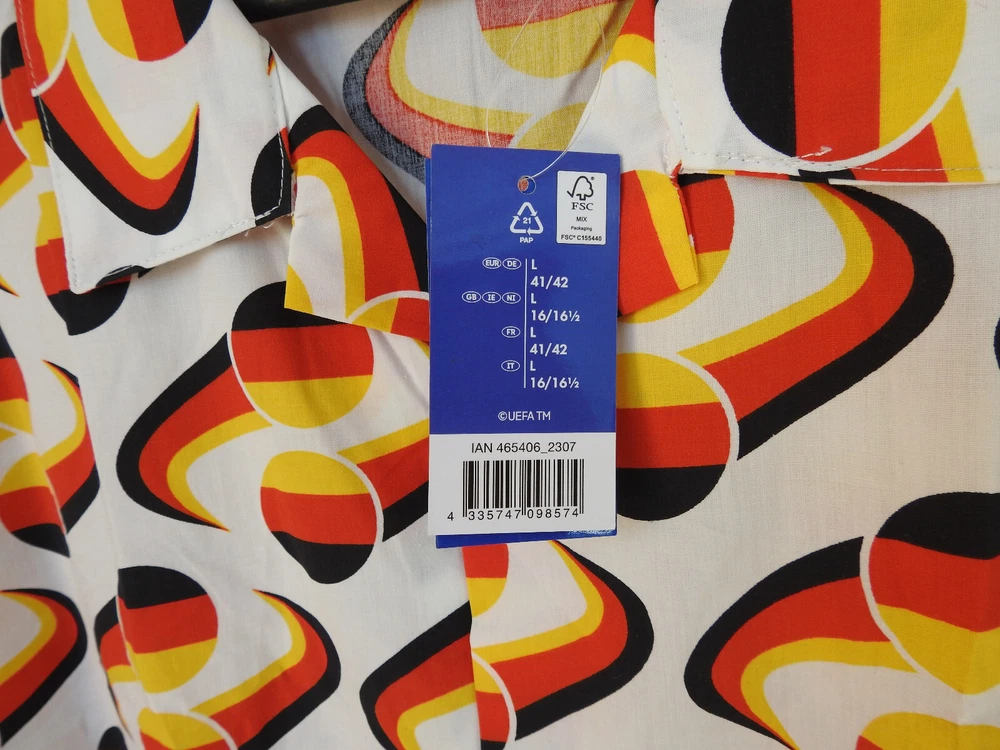 21
PAP
FSC
MIX
Packaging
FSC® C155440
EUR DE L
41/42
GB IE NI L
16/16½
FR L
41/42
IT L
16/16½
©UEFA TM
IAN 465406_2307
4 335747 098574